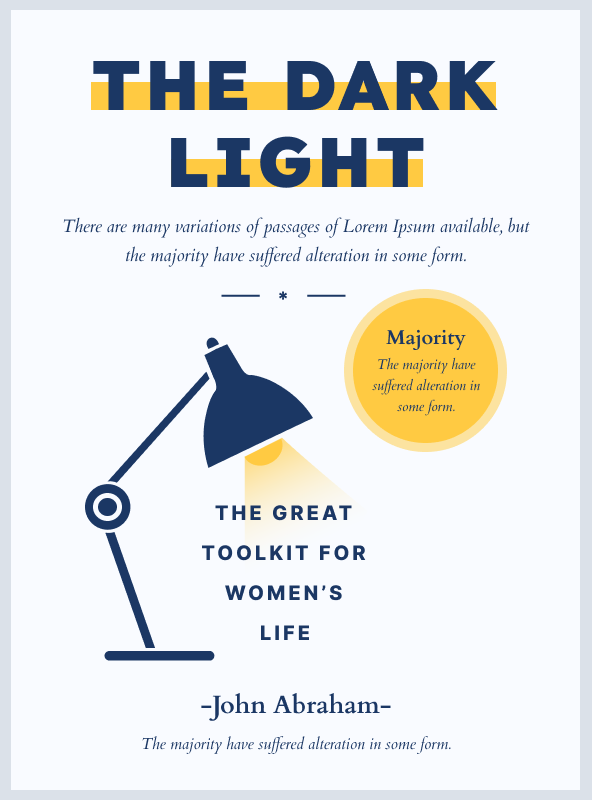 THE DARK
LIGHT
There are many variations of passages of Lorem Ipsum available, but
the majority have suffered alteration in some form.
*
Majority
The majority have
suffered alteration in
some form.
THE GREAT
TOOLKIT FOR
WOMEN’S
LIFE
-John Abraham-
The majority have suffered alteration in some form.